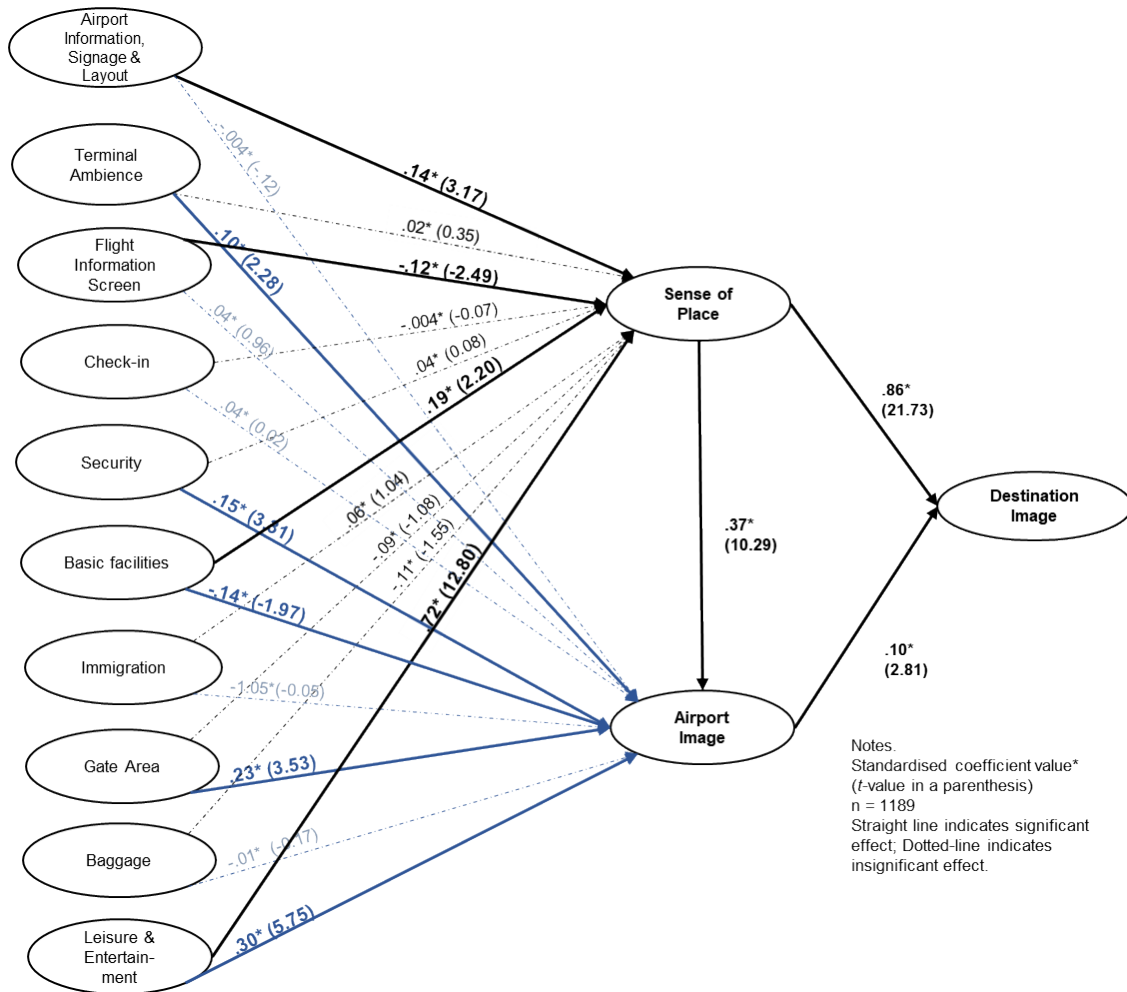 Airport
Information,
Signage &
Layout
Terminal
Ambience
Flight
Information
Screen
Check-in
Security
Basic facilities
Immigration
Gate Area
Baggage
Leisure &
Entertain-
ment
-.004* (-.12)
.14* (3.17)
.02* (0.35)
.10* (2.28)
-.12* (-2.49)
.04* (0.96)
-.004* (-0.07)
.04* (0.08)
.19* (2.20)
.04* (0.02)
.15* (3.81)
.06* (1.04)
-.09* (-1.08)
-.11* (-1.55)
.72* (12.80)
-.14* (-1.97)
-1.05*(-0.05)
.23* (3.53)
-.01* (-0.17)
.30* (5.75)
Sense of
Place
.37*
(10.29)
Airport
Image
.86*
(21.73)
.10*
(2.81)
Destination
Image
Notes.
Standardised coefficient value*
(t-value in a parenthesis)
n = 1189
Straight line indicates significant
effect; Dotted-line indicates
insignificant effect.